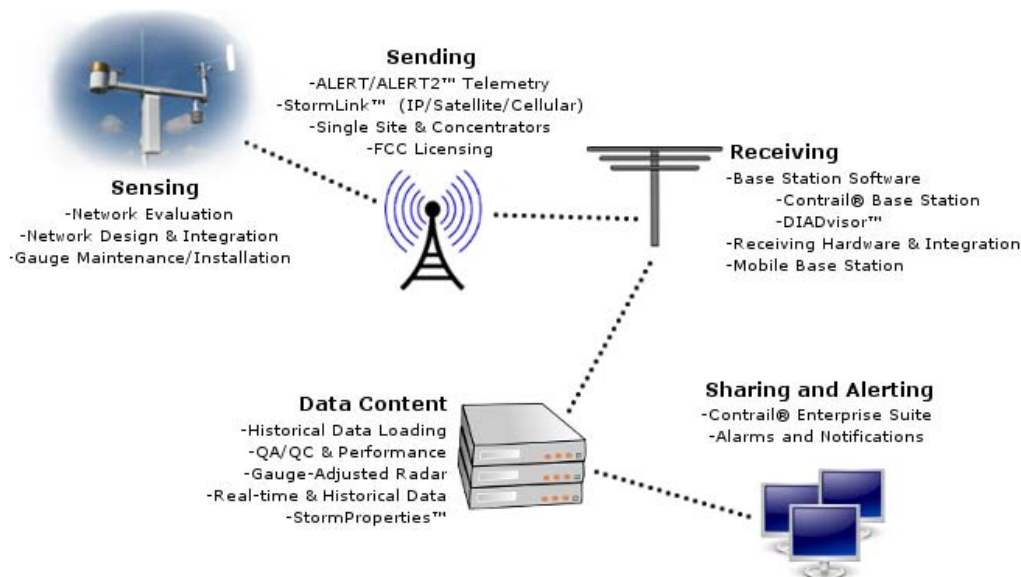 Sensing
-Network Evaluation
-Network Design & Integration
-Gauge Maintenance/Installation
Sending
-ALERT/ALERT2™ Telemetry
-StormLink™ (IP/Satellite/Cellular)
-Single Site & Concentrators
-FCC Licensing
Receiving
-Base Station Software
-Contrail® Base Station
-DIADvisor™
-Receiving Hardware & Integration
-Mobile Base Station
Data Content
-Historical Data Loading
-QA/QC & Performance
-Gauge-Adjusted Radar
-Real-time & Historical Data
-StormProperties™
Sharing and Alerting
-Contrail® Enterprise Suite
-Alarms and Notifications